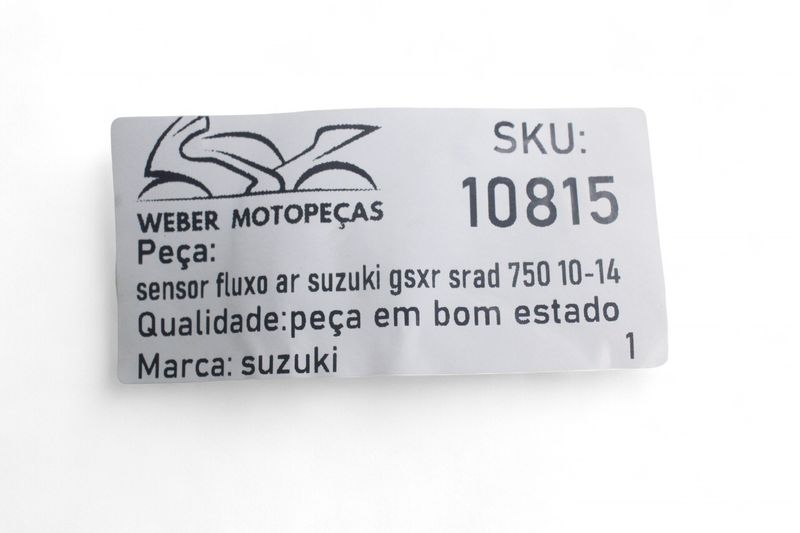 WEBER MOTOPEÇAS
SKU:
10815
Peça:
sensor fluxo ar suzuki gsxr srad 750 10-14
Qualidade:peça em bom estado
Marca: suzuki
1